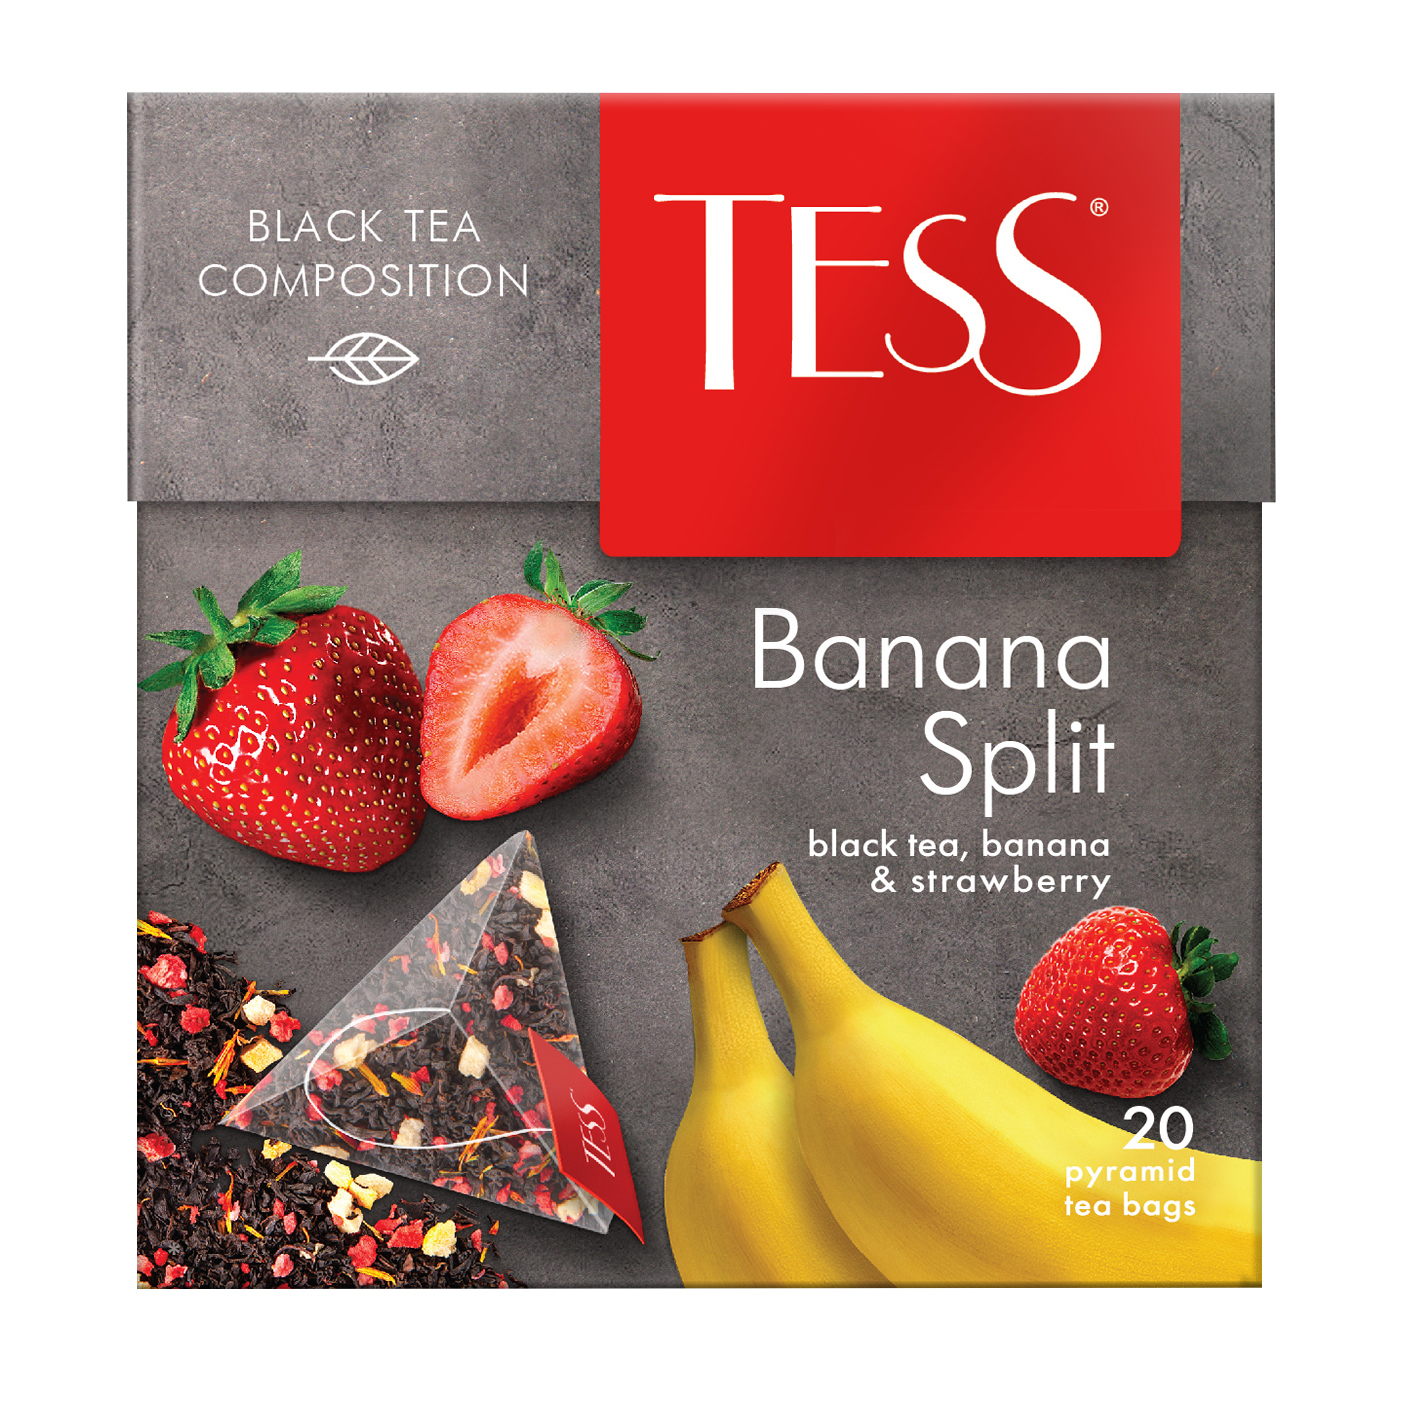 BLACK TEA
COMPOSITION
TESS®
Banana
Split
black tea, banana
& strawberry
TESS
20
pyramid
tea bags